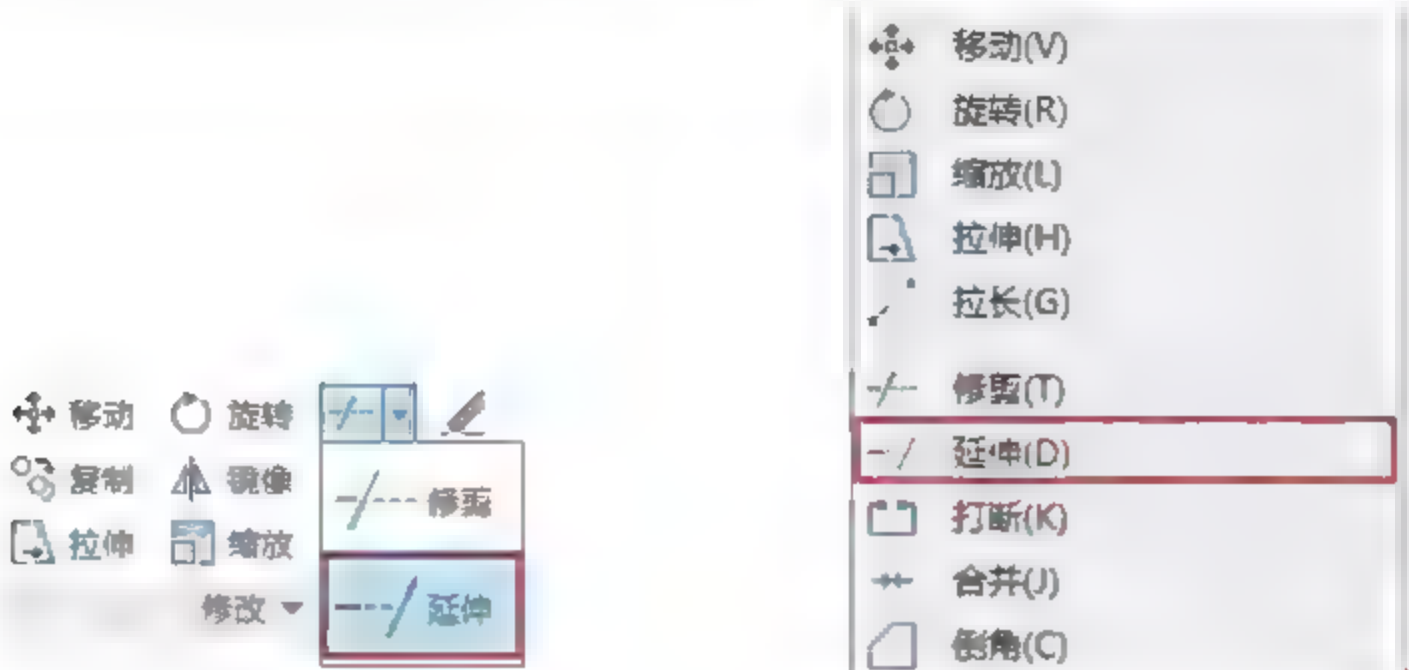 移动 旋转
复制 镜像
修剪
拉伸 缩放
修改 延伸
移动(V)
旋转(R)
缩放(L)
拉伸(H)
拉长(G)
修剪(T)
延伸(D)
打断(K)
合并(J)
倒角(C)